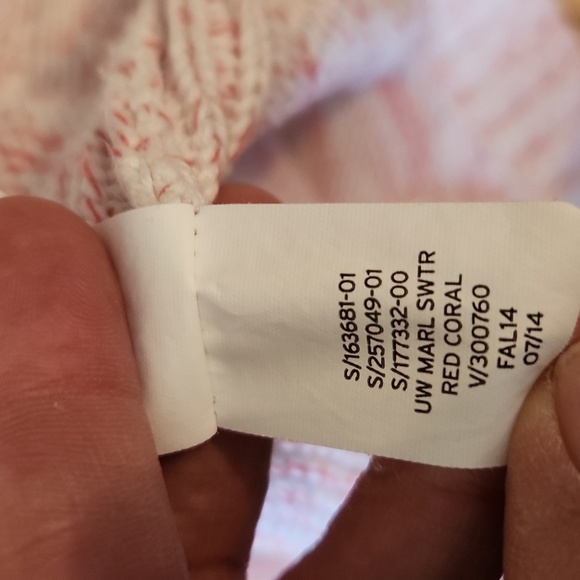 S/163681-01
S/257049-01
S/177332-00
UW MARL SWTR
RED CORAL
V/300760
FAL14
07/14